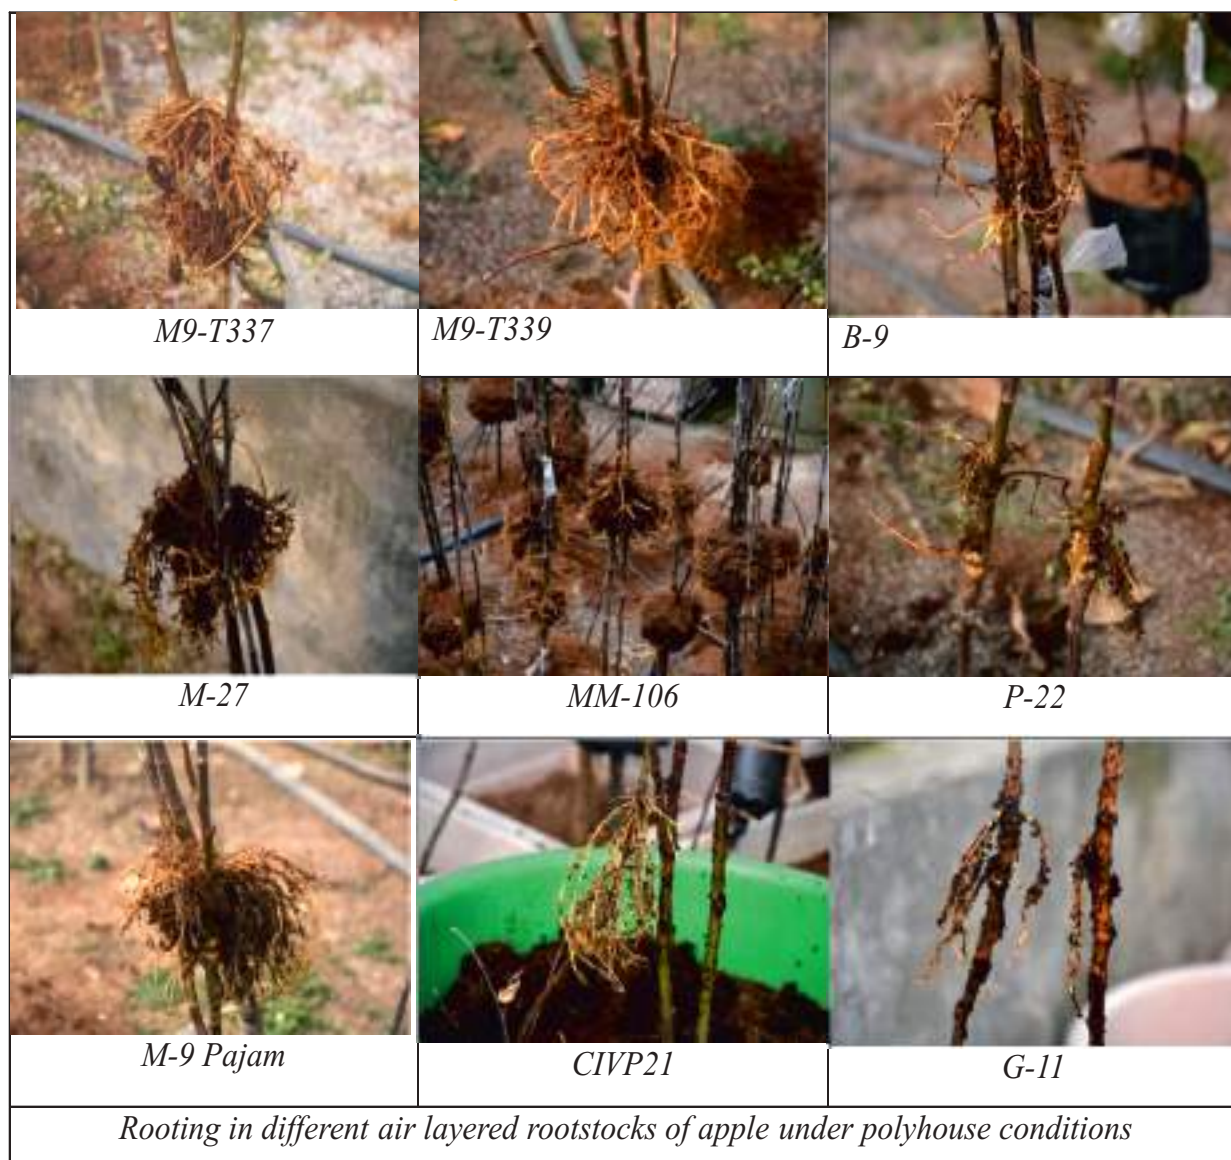 M9-T337
M9-T339
B-9
M-27
MM-106
P-22
M-9 Pajam
CIVP21
G-11
Rooting in different air layered rootstocks of apple under polyhouse conditions